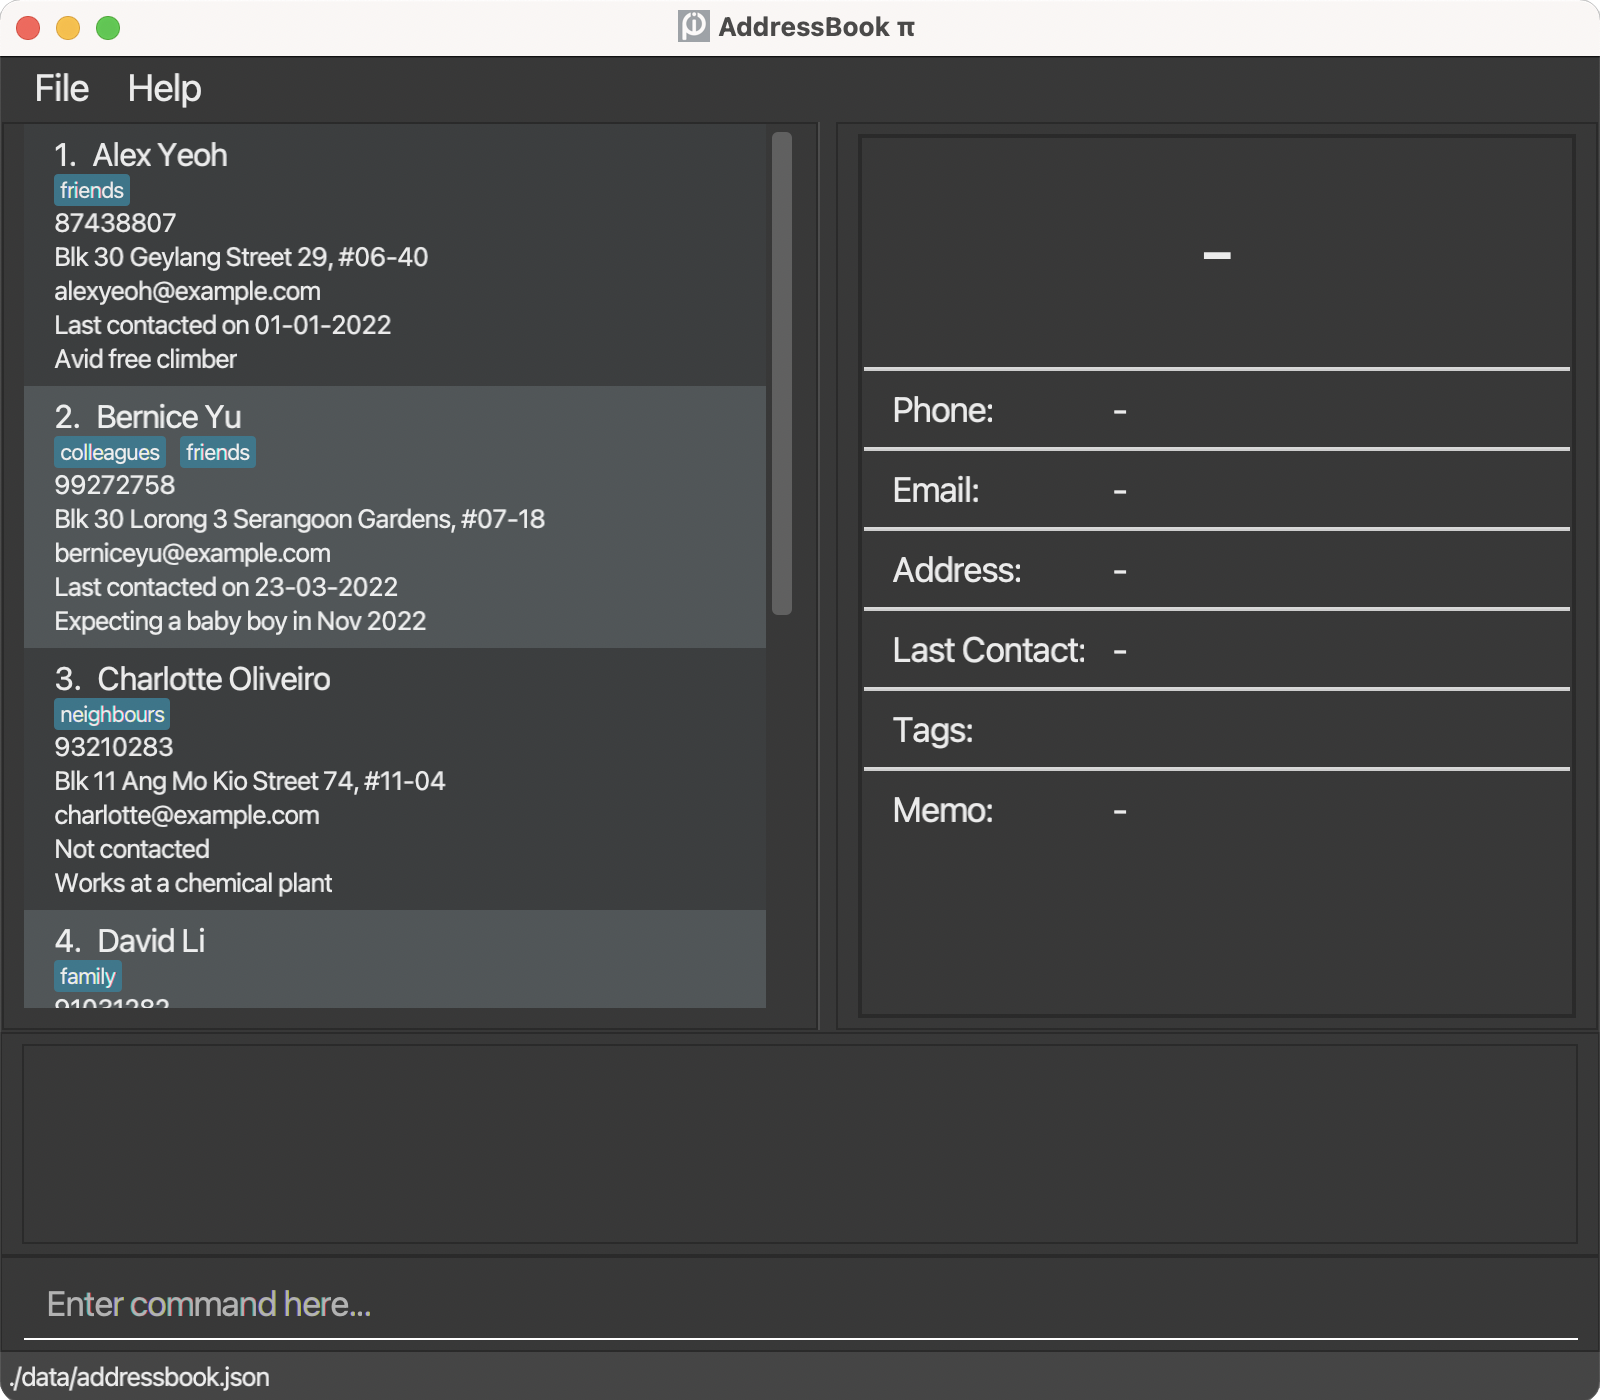 AddressBook π
File Help
1. Alex Yeoh
friends
87438807
Blk 30 Geylang Street 29, #06-40
alexyeoh@example.com
Last contacted on 01-01-2022
Avid free climber
2. Bernice Yu
colleagues friends
99272758
Blk 30 Lorong 3 Serangoon Gardens, #07-18
berniceyu@example.com
Last contacted on 23-03-2022
Expecting a baby boy in Nov 2022
3. Charlotte Oliveiro
neighbours
93210283
Blk 11 Ang Mo Kio Street 74, #11-04
charlotte@example.com
Not contacted
Works at a chemical plant
4. David Li
family
91031282
-
Phone: -
Email: -
Address: -
Last Contact: -
Tags:
Memo: -
Enter command here...
./data/addressbook.json